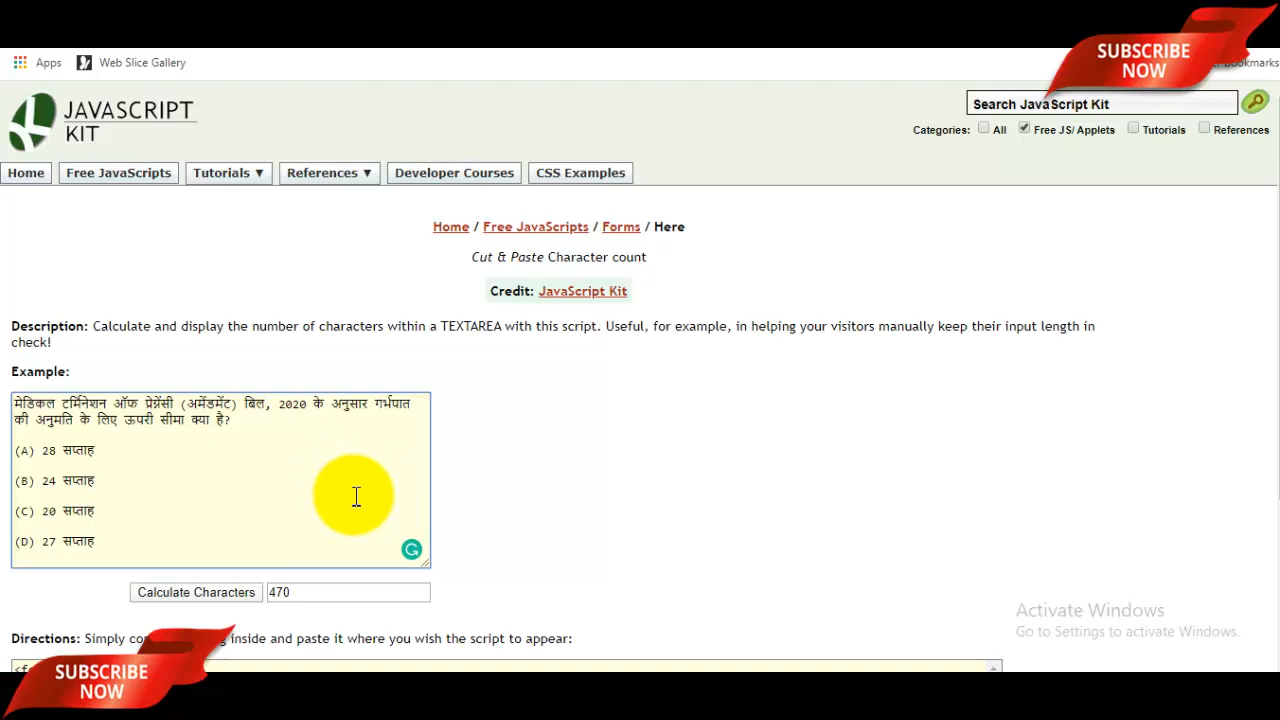 SUBSCRIBE
NOW
Apps
Web Slice Gallery
JAVASCRIPT
KIT
Search JavaScript Kit
Categories: All Free JS/Applets Tutorials References
Home
Free JavaScripts
Tutorials ▼
References ▼
Developer Courses
CSS Examples
Home / Free JavaScripts / Forms / Here
Cut & Paste Character count
Credit: JavaScript Kit
Description: Calculate and display the number of characters within a TEXTAREA with this script. Useful, for example, in helping your visitors manually keep their input length in
check!
Example:
मेडिकल टर्मिनेशन ऑफ प्रेग्नेंसी (अमेंडमेंट) बिल, 2020 के अनुसार गर्भपात
की अनुमति के लिए ऊपरी सीमा क्या है?
(A) 28 सप्ताह
(B) 24 सप्ताह
(C) 20 सप्ताह
(D) 27 सप्ताह
Calculate Characters
470
Activate Windows
Go to Settings to activate Windows.
Directions: Simply inside and paste it where you wish the script to appear:
SUBSCRIBE
NOW